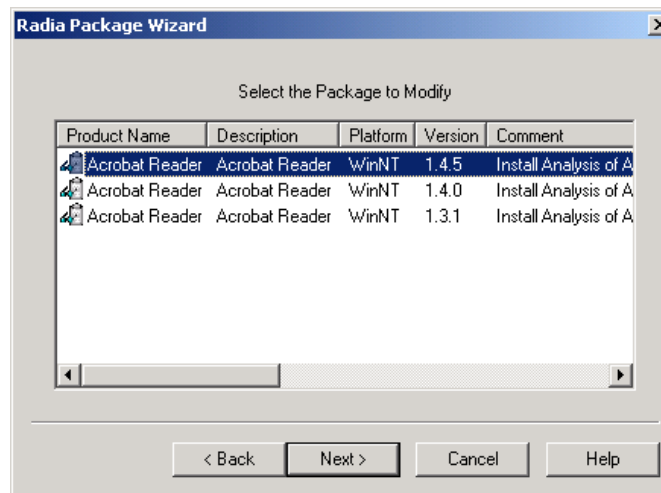 Radia Package Wizard
Select the Package to Modify
Product Name Description Platform Version Comment
Acrobat Reader Acrobat Reader WinNT 1.4.5 Install Analysis of A
Acrobat Reader Acrobat Reader WinNT 1.4.0 Install Analysis of A
Acrobat Reader Acrobat Reader WinNT 1.3.1 Install Analysis of A
< Back Next > Cancel Help